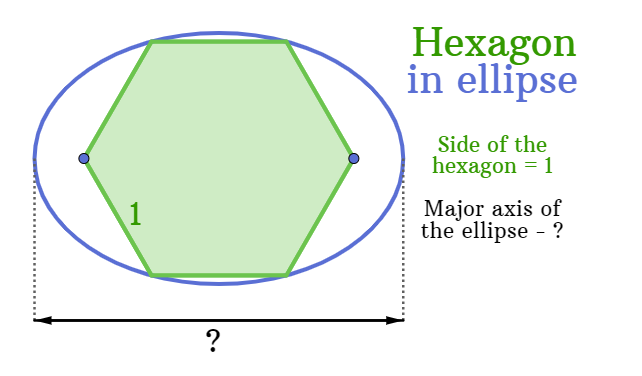 Hexagon
in ellipse
Side of the
hexagon = 1
Major axis of
the ellipse - ?
1
?